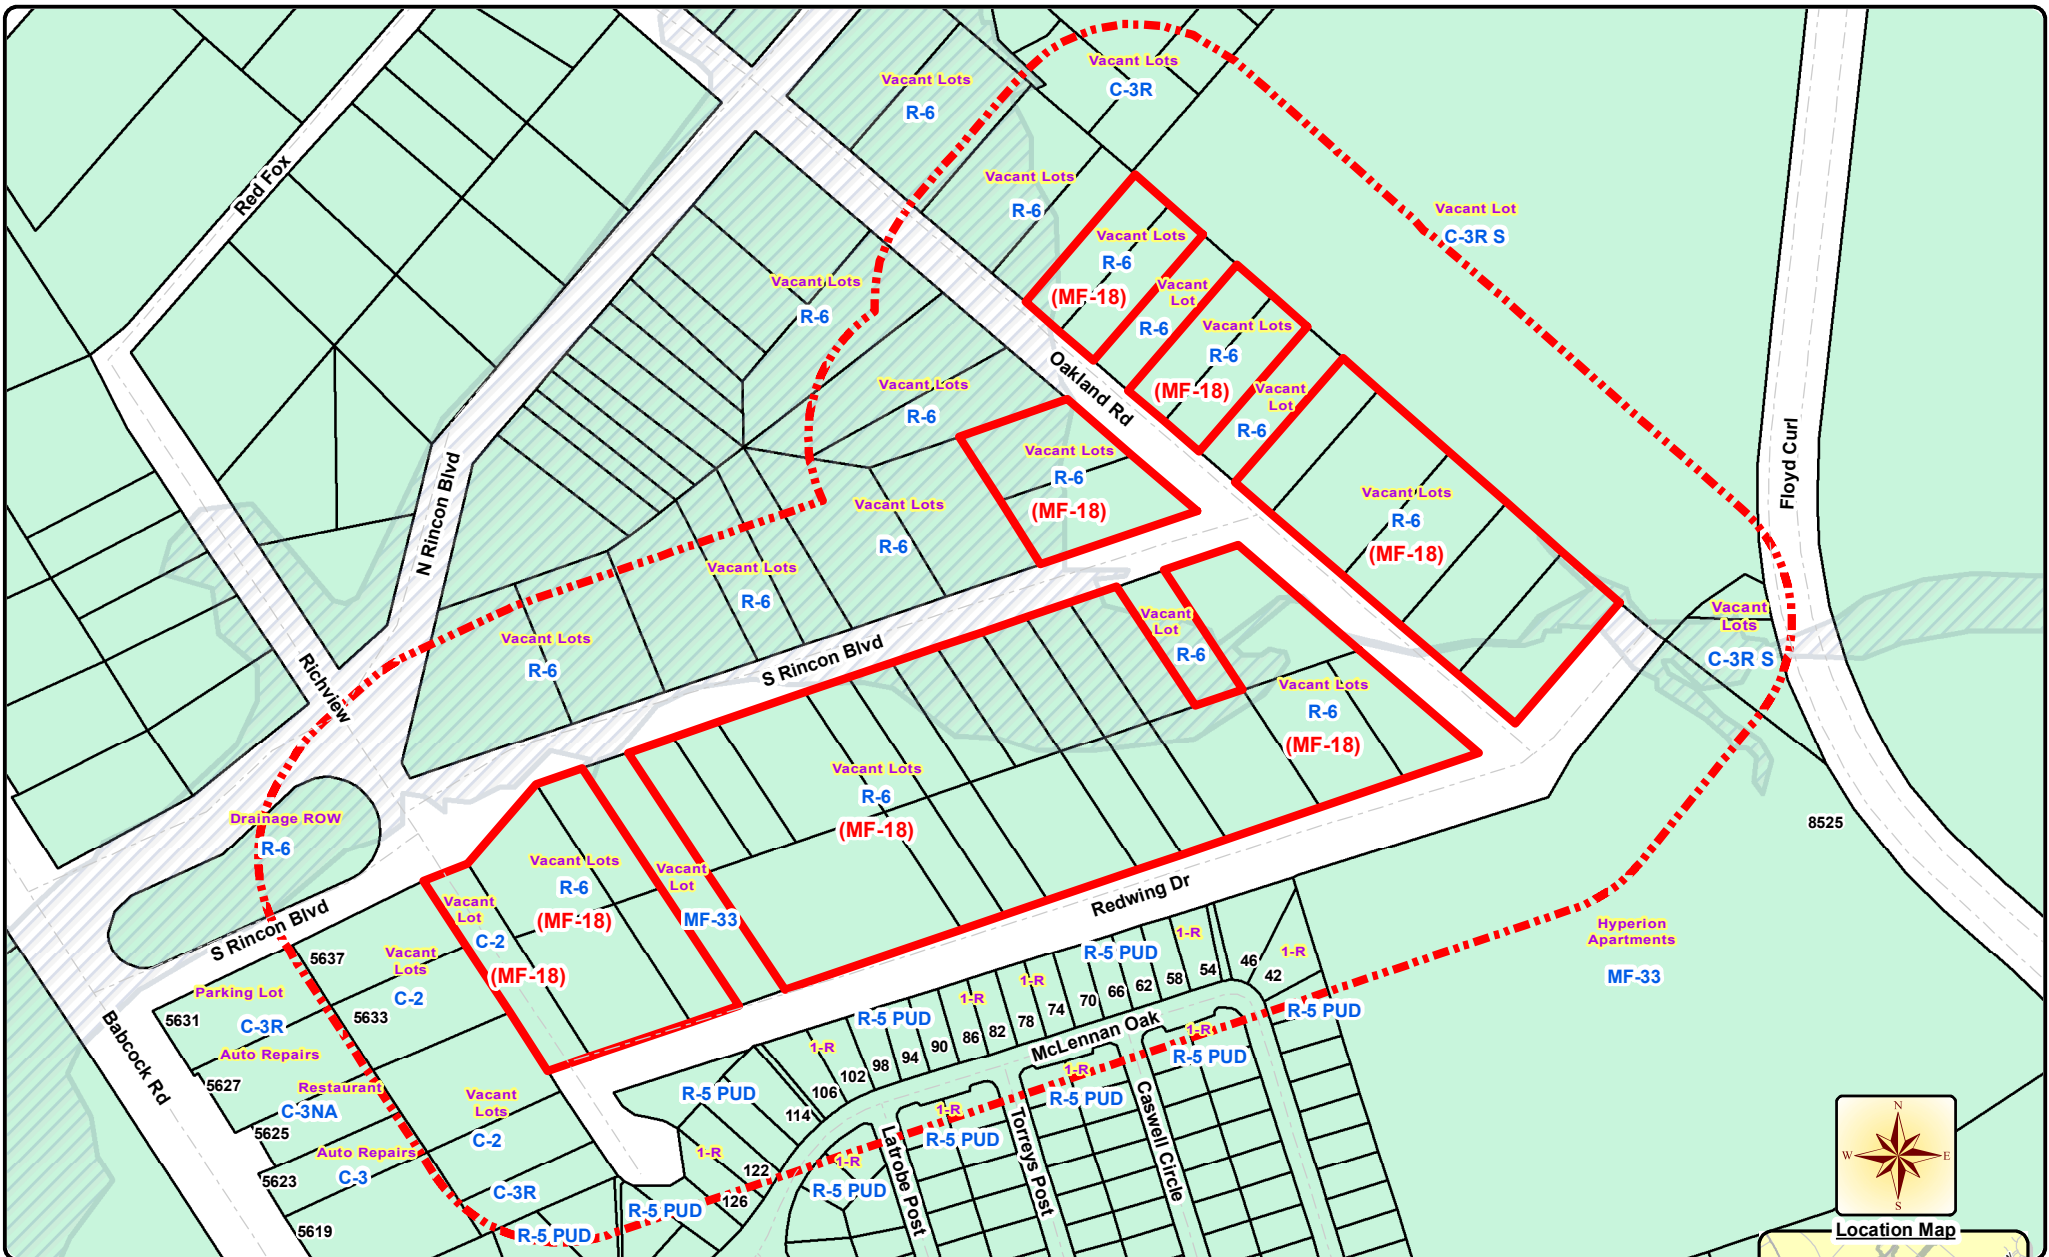 Vacant Lots
R-6
Vacant Lots
C-3R
Red Fox
Vacant Lots
R-6
Vacant Lot
C-3R S
Vacant Lots
R-6
(MF-18)
Vacant
Lot
R-6
Vacant Lots
R-6
Vacant Lots
R-6
(MF-18)
Oakland Rd
Vacant
Lot
R-6
Vacant Lots
R-6
Vacant Lots
R-6
(MF-18)
Vacant Lots
R-6
(MF-18)
Floyd Curl
N Rincon Blvd
Vacant Lots
R-6
Vacant Lots
R-6
Vacant
Lot
R-6
Vacant
Lots
C-3R S
Vacant Lots
R-6
Richview
S Rincon Blvd
Vacant Lots
R-6
(MF-18)
Vacant Lots
R-6
(MF-18)
Drainage ROW
R-6
8525
Vacant Lots
R-6
(MF-18)
Vacant
Lot
MF-33
Vacant
Lot
C-2
(MF-18)
Redwing Dr
S Rincon Blvd
Hyperion
Apartments
MF-33
5637
Vacant
Lots
C-2
R-5 PUD
1-R
54
46
42
1-R
Parking Lot
5631
C-3R
5633
R-5 PUD
1-R
1-R
86
82
78
74
70
66
62
58
R-5 PUD
Babcock Rd
Auto Repairs
5627
Restaurant
C-3NA
5625
Vacant
Lots
C-2
1-R
102
98
94
90
McLennan Oak
1-R
R-5 PUD
R-5 PUD
106
114
1-R
R-5 PUD
1-R
R-5 PUD
Auto Repairs
C-3
5623
C-3R
1-R
122
126
1-R
R-5 PUD
Latrobe Post
Torreys Post
Caswell Circle
5619
R-5 PUD
R-5 PUD
N
W
E
S
Location Map